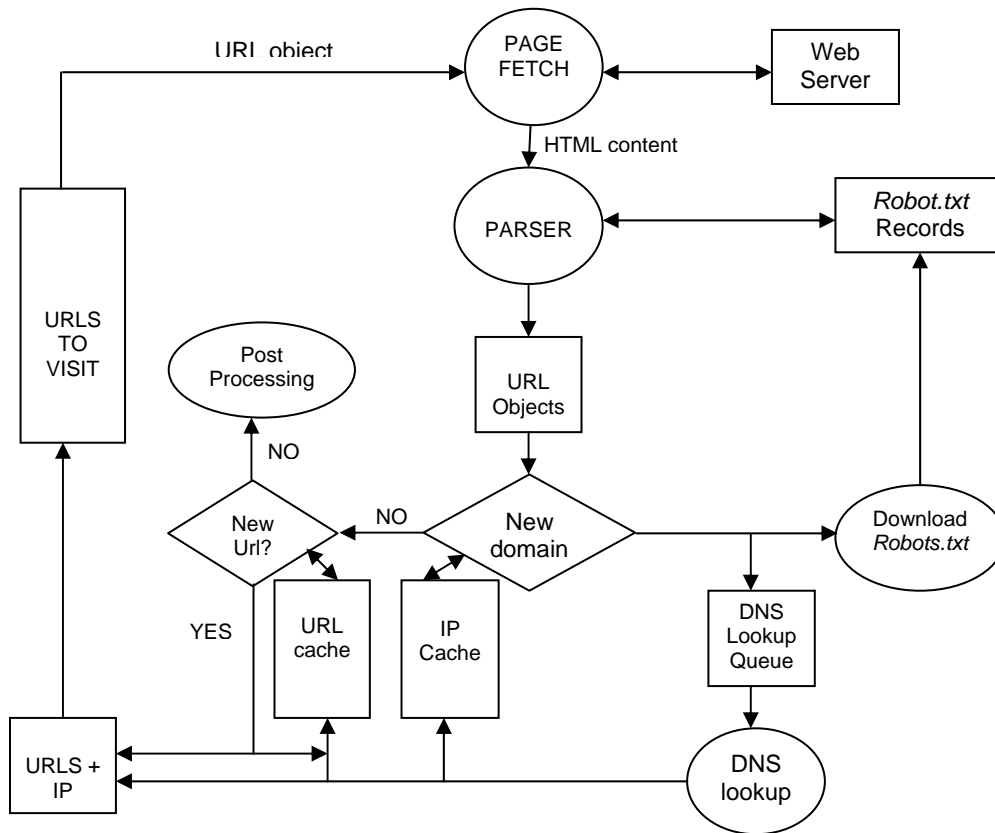 URL object
PAGE
FETCH
Web
Server
HTML content
PARSER
Robot.txt
Records
URLS
TO
VISIT
Post
Processing
URL
Objects
NO
New
Url?
NO
New
domain
Download
Robots.txt
YES
URL
cache
IP
Cache
DNS
Lookup
Queue
URLS +
IP
DNS
lookup